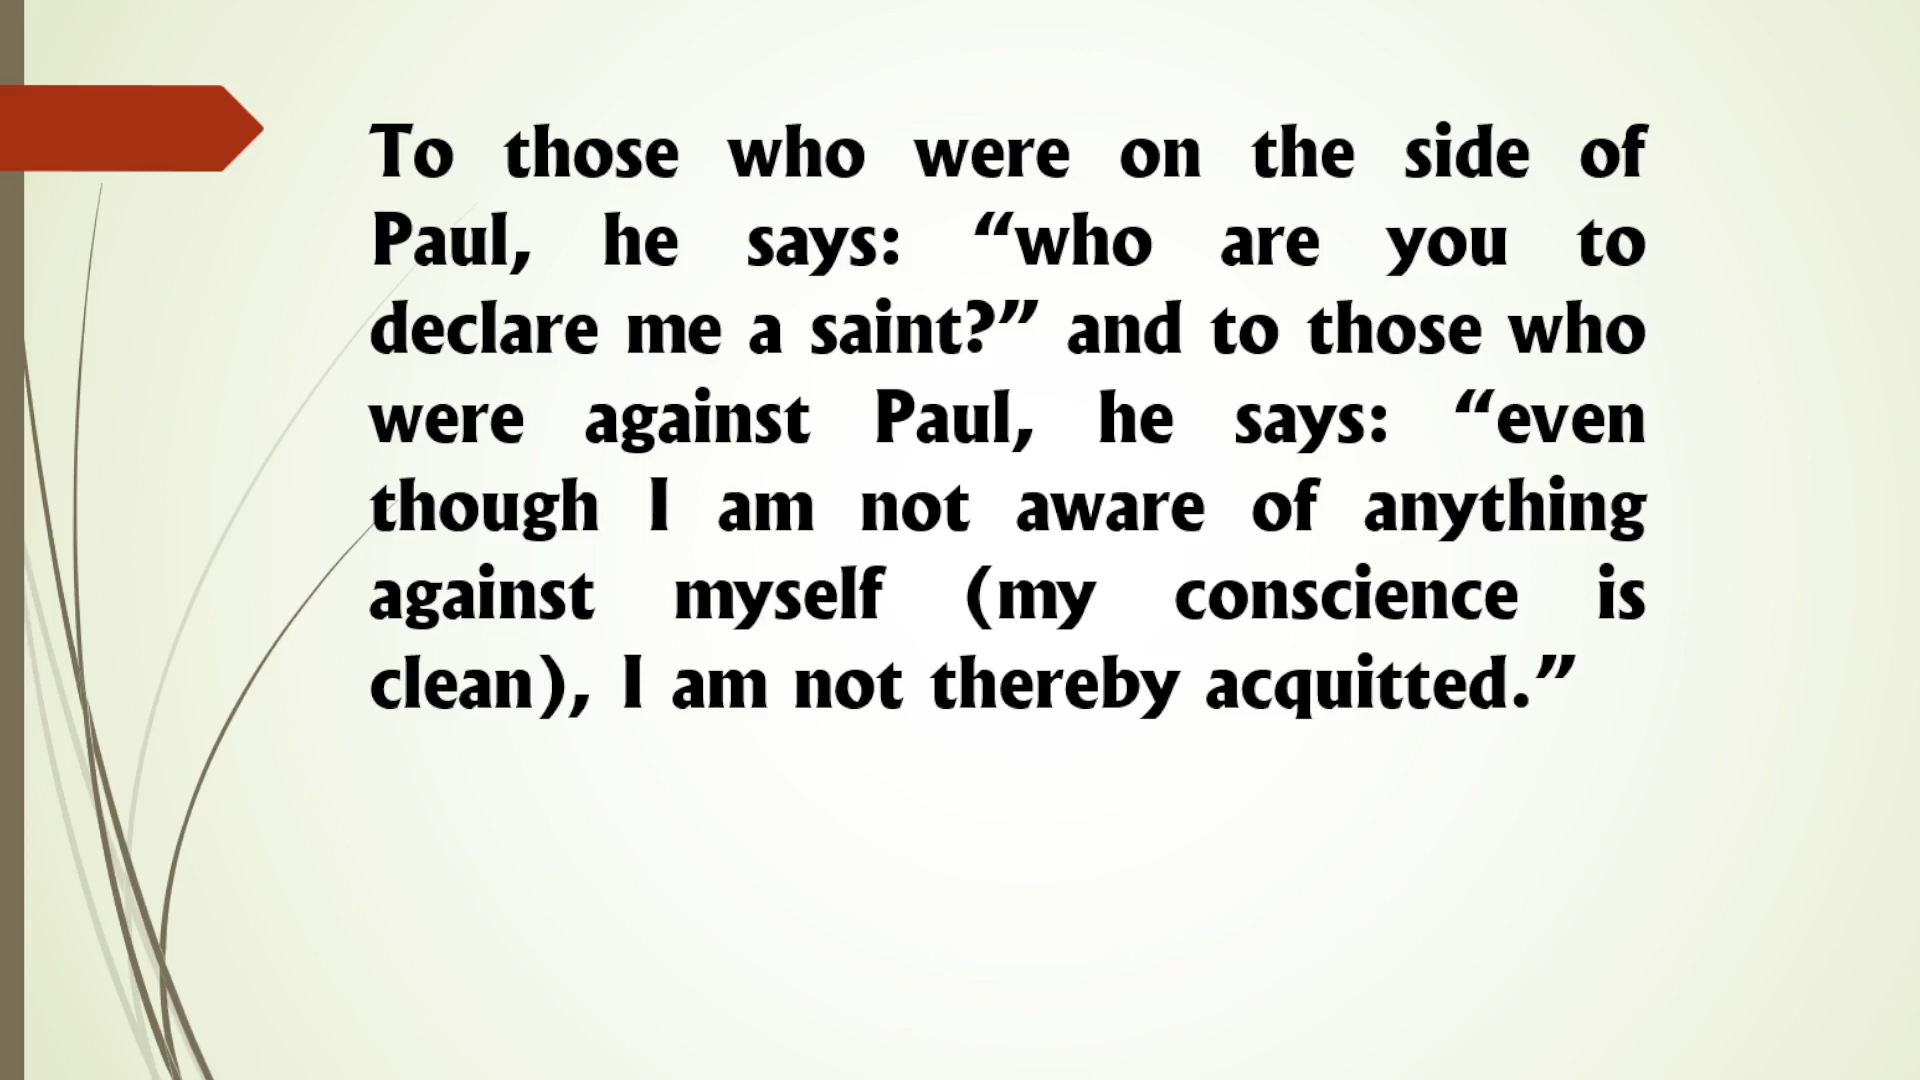 To those who were on the side of
Paul, he says: “who are you to
declare me a saint?” and to those who
were against Paul, he says: “even
though I am not aware of anything
against myself (my conscience is
clean), I am not thereby acquitted.”